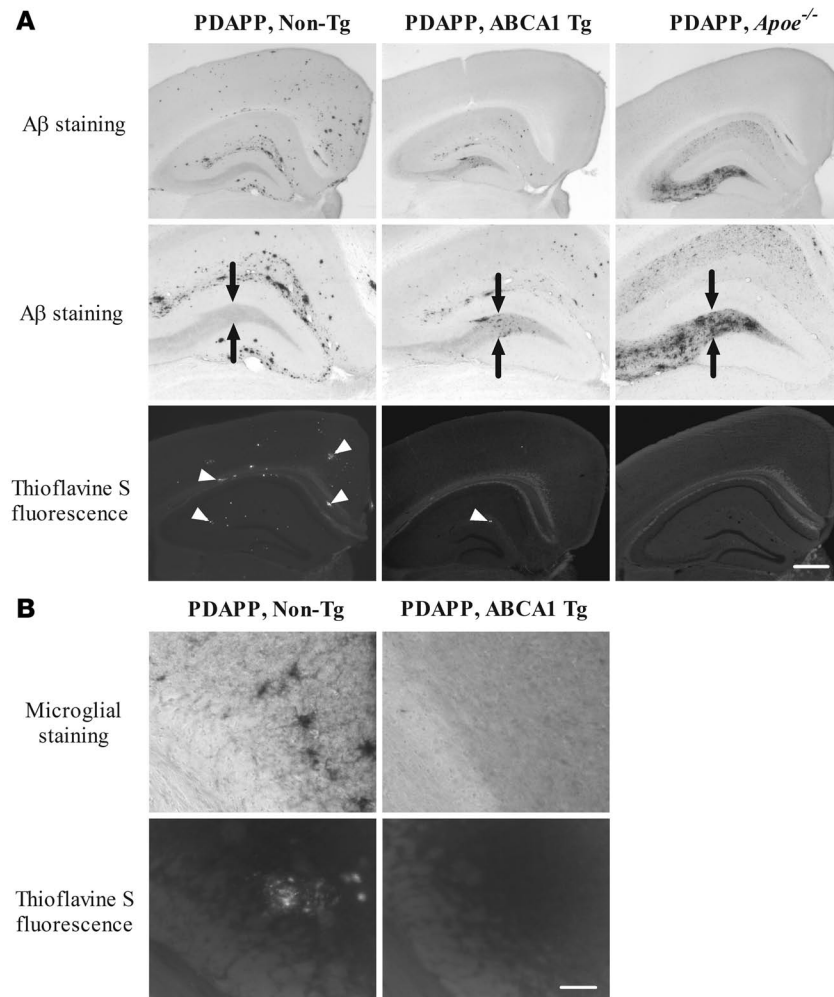 A
PDAPP, Non-Tg
PDAPP, ABCA1 Tg
PDAPP, Apoe-/-
Aβ staining
Aβ staining
Thioflavine S
fluorescence
B
PDAPP, Non-Tg
PDAPP, ABCA1 Tg
Microglial
staining
Thioflavine S
fluorescence